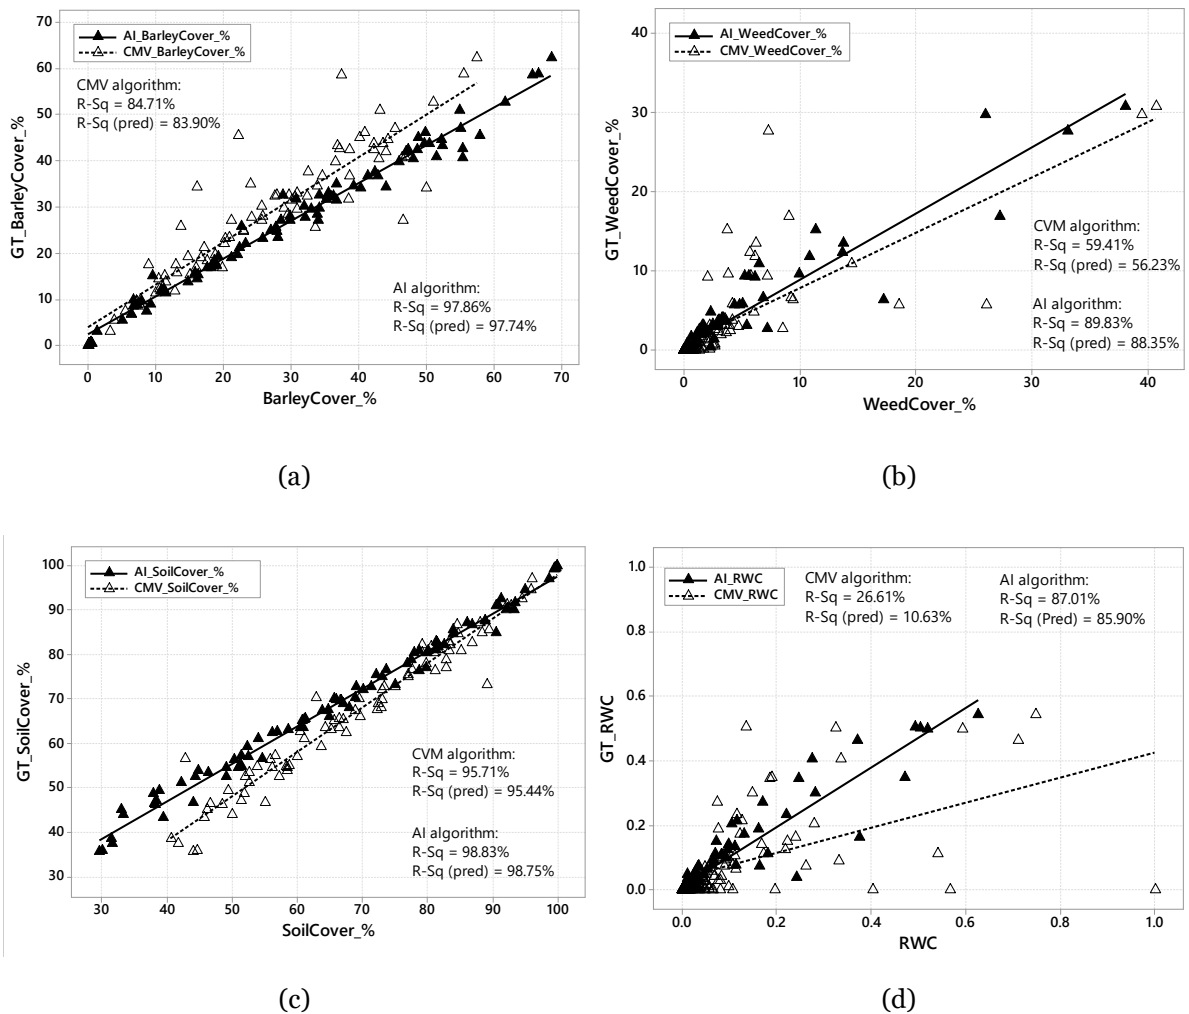 70
60
50
40
30
20
10
0
GT_BarleyCover_%
AI_BarleyCover_%
CMV_BarleyCover_%
CMV algorithm:
R-Sq = 84.71%
R-Sq (pred) = 83.90%
AI algorithm:
R-Sq = 97.86%
R-Sq (pred) = 97.74%
0 10 20 30 40 50 60 70
BarleyCover_%
(a)
40
30
20
10
0
GT_WeedCover_%
AI_WeedCover_%
CMV_WeedCover_%
CVM algorithm:
R-Sq = 59.41%
R-Sq (pred) = 56.23%
AI algorithm:
R-Sq = 89.83%
R-Sq (pred) = 88.35%
0 10 20 30 40
WeedCover_%
(b)
100
90
80
70
60
50
40
30
GT_SoilCover_%
AI_SoilCover_%
CMV_SoilCover_%
CVM algorithm:
R-Sq = 95.71%
R-Sq (pred) = 95.44%
AI algorithm:
R-Sq = 98.83%
R-Sq (pred) = 98.75%
30 40 50 60 70 80 90 100
SoilCover_%
(c)
1.0
0.8
0.6
0.4
0.2
0.0
GT_RWC
AI_RWC
CMV_RWC
CMV algorithm:
R-Sq = 26.61%
R-Sq (pred) = 10.63%
AI algorithm:
R-Sq = 87.01%
R-Sq (Pred) = 85.90%
0.0 0.2 0.4 0.6 0.8 1.0
RWC
(d)